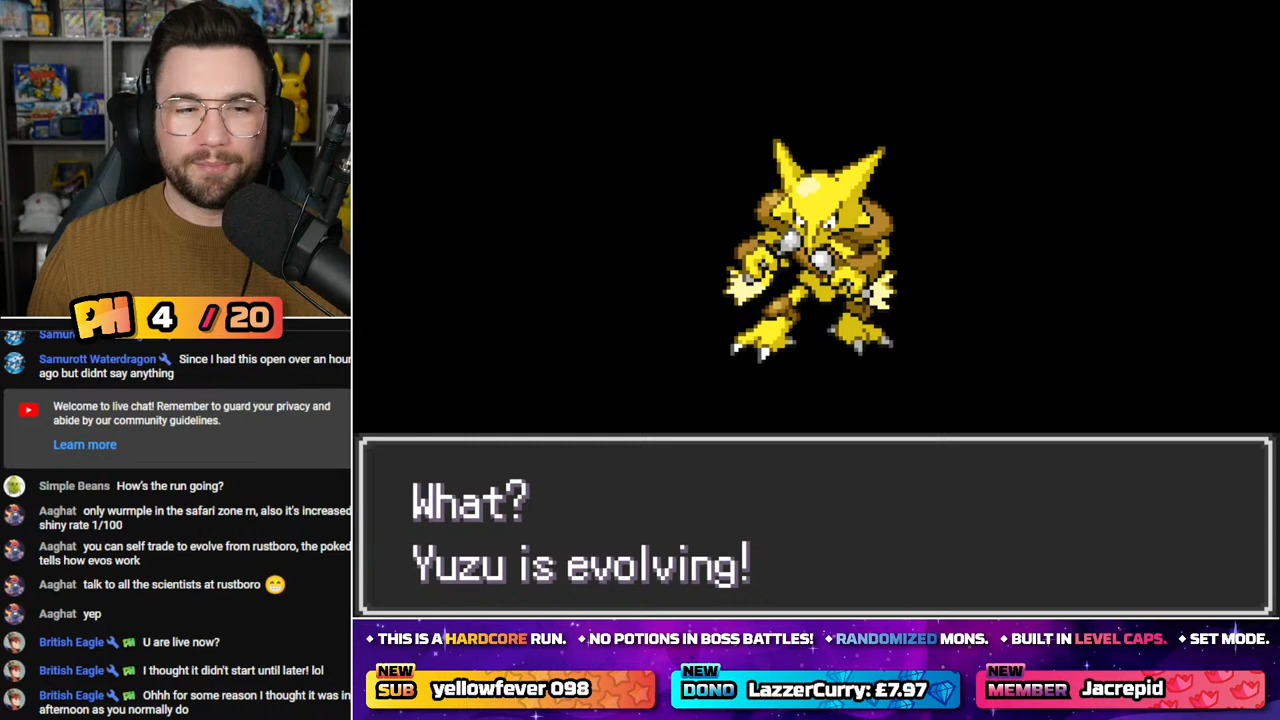 PH 4 / 20
Samurott Waterdragon Since I had this open over an hour
ago but didnt say anything
Welcome to live chat! Remember to guard your privacy and
abide by our community guidelines.
Learn more
Simple Beans How's the run going?
Aaghat only wurmple in the safari zone rn, also it's increased
shiny rate 1/100
Aaghat you can self trade to evolve from rustboro, the poked
tells how evos work
Aaghat talk to all the scientists at rustboro
Aaghat yep
British Eagle U are live now?
British Eagle I thought it didn't start until later! lol
British Eagle Ohhh for some reason I thought it was in
afternoon as you normally do
What?
Yuzu is evolving!
THIS IS A HARDCORE RUN. NO POTIONS IN BOSS BATTLES! RANDOMIZED MONS. BUILT IN LEVEL CAPS. SET MODE.
NEW SUB yellowfever 098
NEW DONO LazzerCurry: £7.97
NEW MEMBER Jacrepid